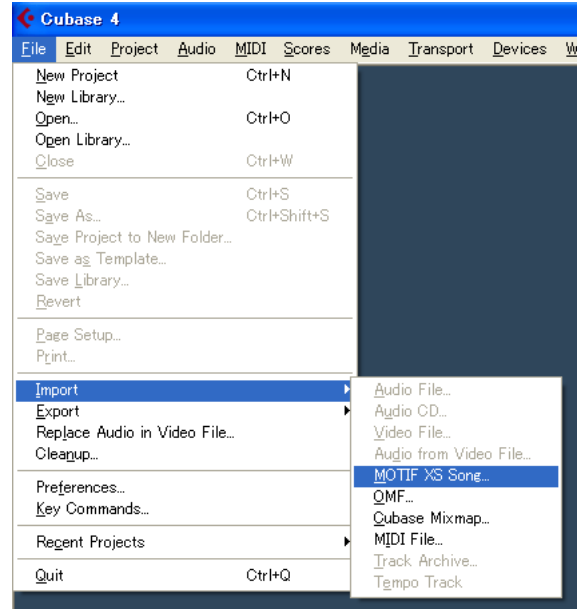 Cubase 4
File Edit Project Audio MIDI Scores Media Transport Devices W
New Project Ctrl+N
New Library...
Open... Ctrl+O
Open Library...
Close Ctrl+W
Save Ctrl+S
Save As... Ctrl+Shift+S
Save Project to New Folder...
Save as Template...
Save Library...
Revert
Page Setup...
Print...
Import
Export
Replace Audio in Video File...
Cleanup...
Preferences...
Key Commands...
Recent Projects
Quit Ctrl+Q
Audio File...
Audio CD...
Video File...
Audio from Video File...
MOTIF XS Song...
OMF...
Cubase Mixmap...
MIDI File...
Track Archive...
Tempo Track